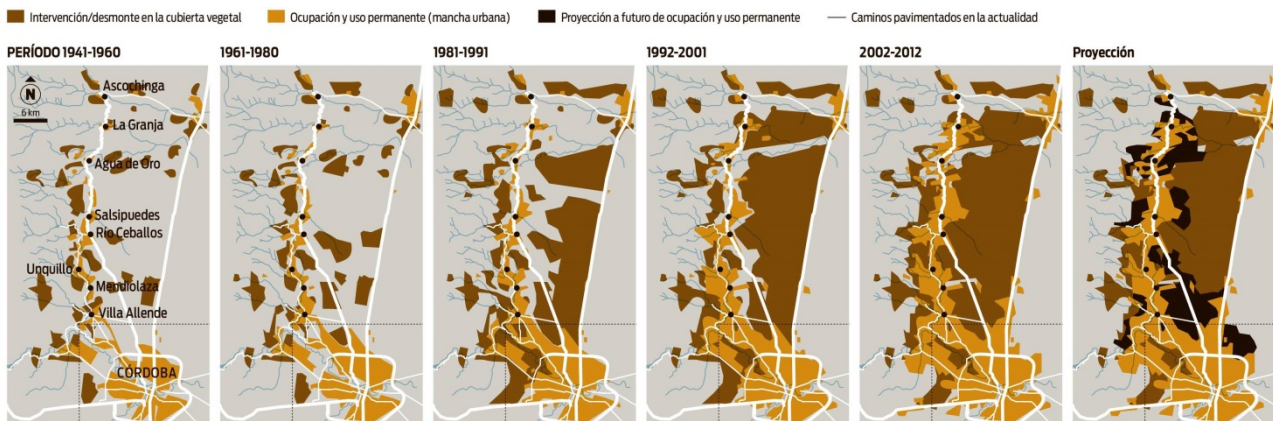 Intervención/desmonte en la cubierta vegetal
Ocupación y uso permanente (mancha urbana)
Proyección a futuro de ocupación y uso permanente
Caminos pavimentados en la actualidad
PERÍODO 1941-1960
1961-1980
1981-1991
1992-2001
2002-2012
Proyección
N
6 km
Ascochinga
La Granja
Agua de Oro
Salsipuedes
Río Ceballos
Unquillo
Mendiolaza
Villa Allende
CÓRDOBA